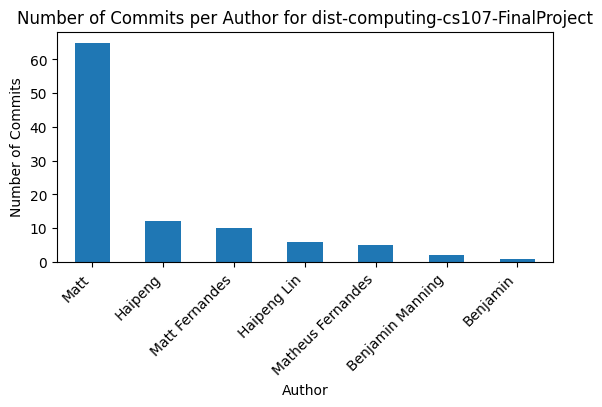 Number of Commits per Author for dist-computing-cs107-FinalProject
Number of Commits
60
50
40
30
20
10
0
Matt
Haipeng
Matt Fernandes
Haipeng Lin
Matheus Fernandes
Benjamin Manning
Benjamin
Author